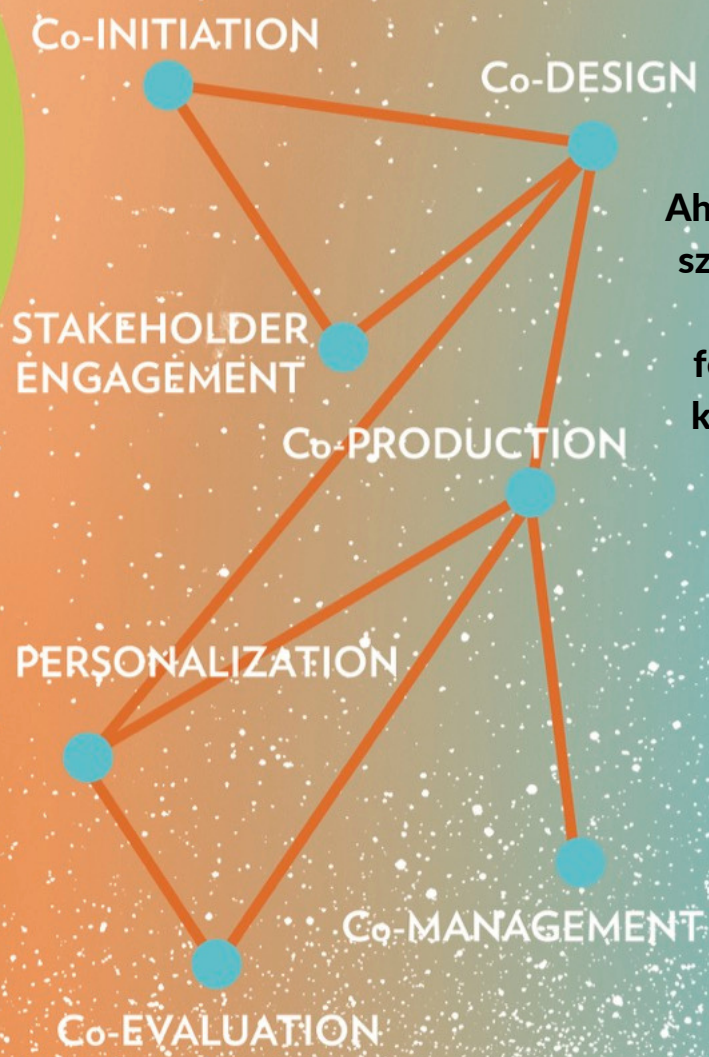 Co-INITIATION
Co-DESIGN
STAKEHOLDER
ENGAGEMENT
Co-PRODUCTION
PERSONALIZATION
Co-MANAGEMENT
Co-EVALUATION